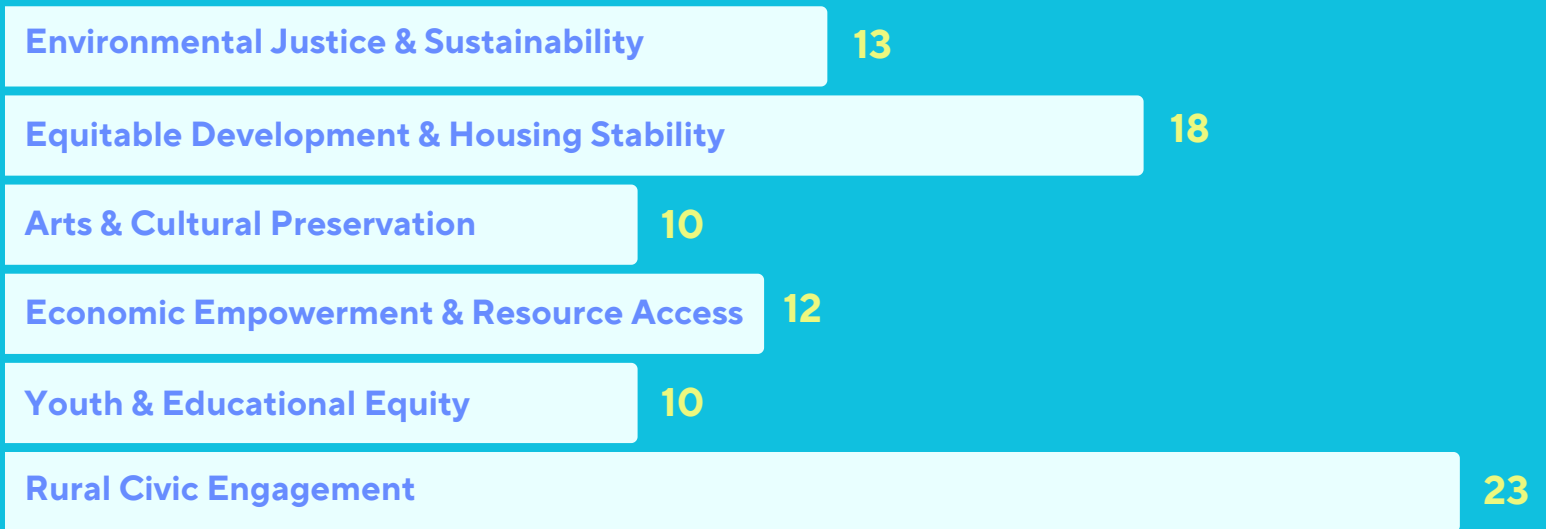 Environmental Justice & Sustainability 13
Equitable Development & Housing Stability 18
Arts & Cultural Preservation 10
Economic Empowerment & Resource Access 12
Youth & Educational Equity 10
Rural Civic Engagement 23